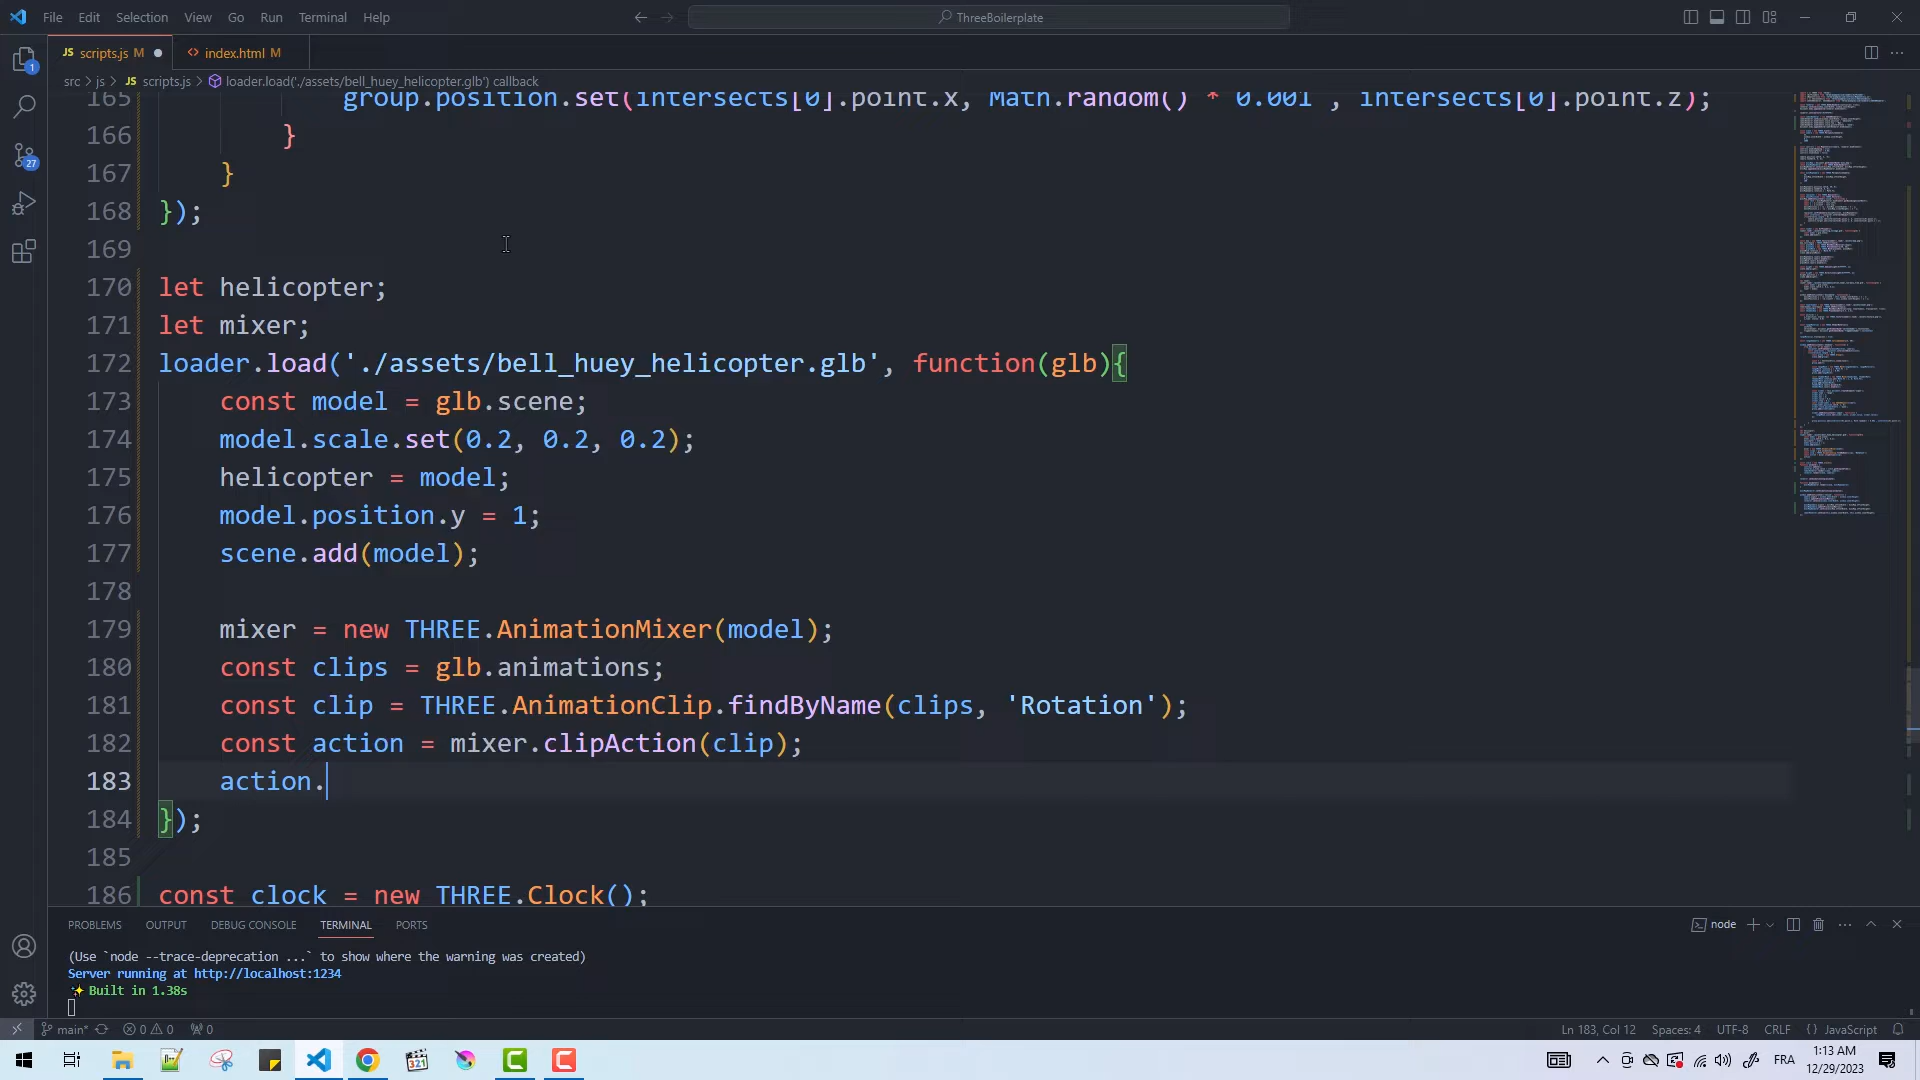 File Edit Selection View Go Run Terminal Help
ThreeBoilerplate
JS scripts.js M
<> index.html M
src > js > JS scripts.js > loader.load('./assets/bell_huey_helicopter.glb') callback
165 group.position.set(intersects[0].point.x, Math.random() * 0.001 , intersects[0].point.z);
166 }
167 }
168 });
169
170 let helicopter;
171 let mixer;
172 loader.load('./assets/bell_huey_helicopter.glb', function(glb){
173 const model = glb.scene;
174 model.scale.set(0.2, 0.2, 0.2);
175 helicopter = model;
176 model.position.y = 1;
177 scene.add(model);
178
179 mixer = new THREE.AnimationMixer(model);
180 const clips = glb.animations;
181 const clip = THREE.AnimationClip.findByName(clips, 'Rotation');
182 const action = mixer.clipAction(clip);
183 action.
184 });
185
186 const clock = new THREE.Clock();
1
27
PROBLEMS OUTPUT DEBUG CONSOLE TERMINAL PORTS
node
(Use `node --trace-deprecation ...` to show where the warning was created)
Server running at http://localhost:1234
✨ Built in 1.38s
main* 0 0 0
Ln 183, Col 12 Spaces: 4 UTF-8 CRLF {} JavaScript
321
FRA
1:13 AM
12/29/2023